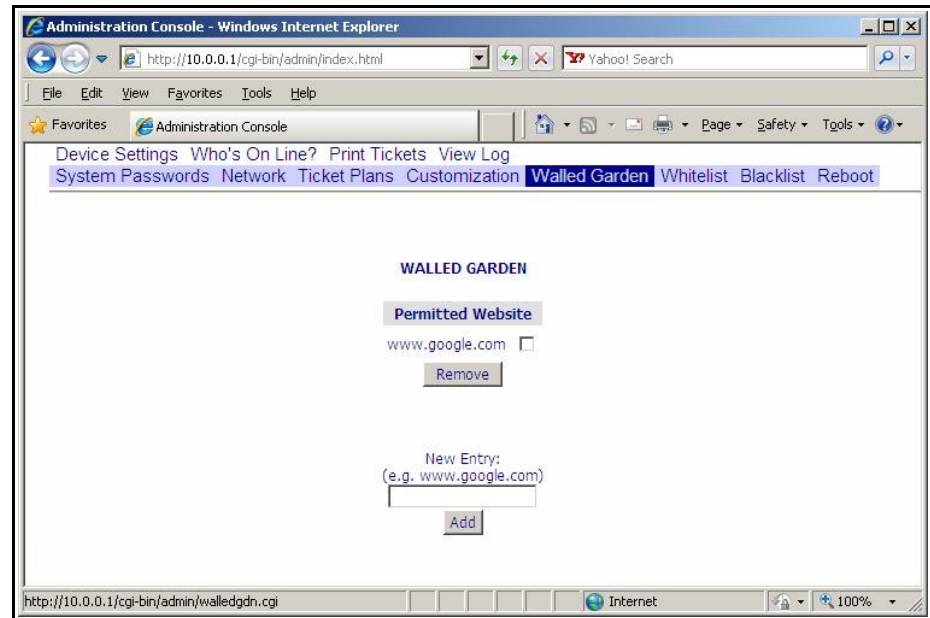 Administration Console - Windows Internet Explorer
http://10.0.0.1/cgi-bin/admin/index.html
Yahoo! Search
File Edit View Favorites Tools Help
Favorites Administration Console Page Safety Tools
Device Settings Who's On Line? Print Tickets View Log
System Passwords Network Ticket Plans Customization Walled Garden Whitelist Blacklist Reboot
WALLED GARDEN
Permitted Website
www.google.com
Remove
New Entry:
(e.g. www.google.com)
Add
http://10.0.0.1/cgi-bin/admin/walledgdn.cgi Internet 100%